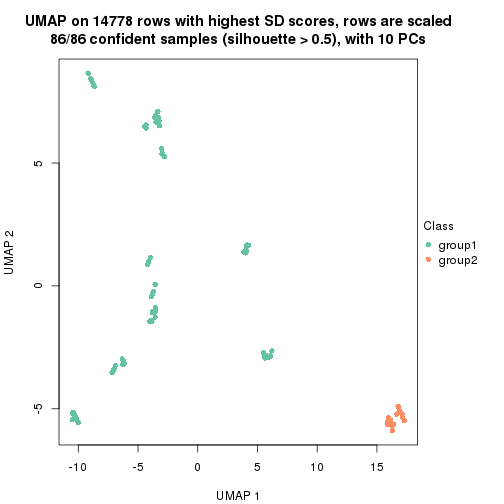 UMAP on 14778 rows with highest SD scores, rows are scaled
86/86 confident samples (silhouette > 0.5), with 10 PCs
5
0
-5
UMAP 2
-10
-5
0
5
10
15
UMAP 1
Class
group1
group2